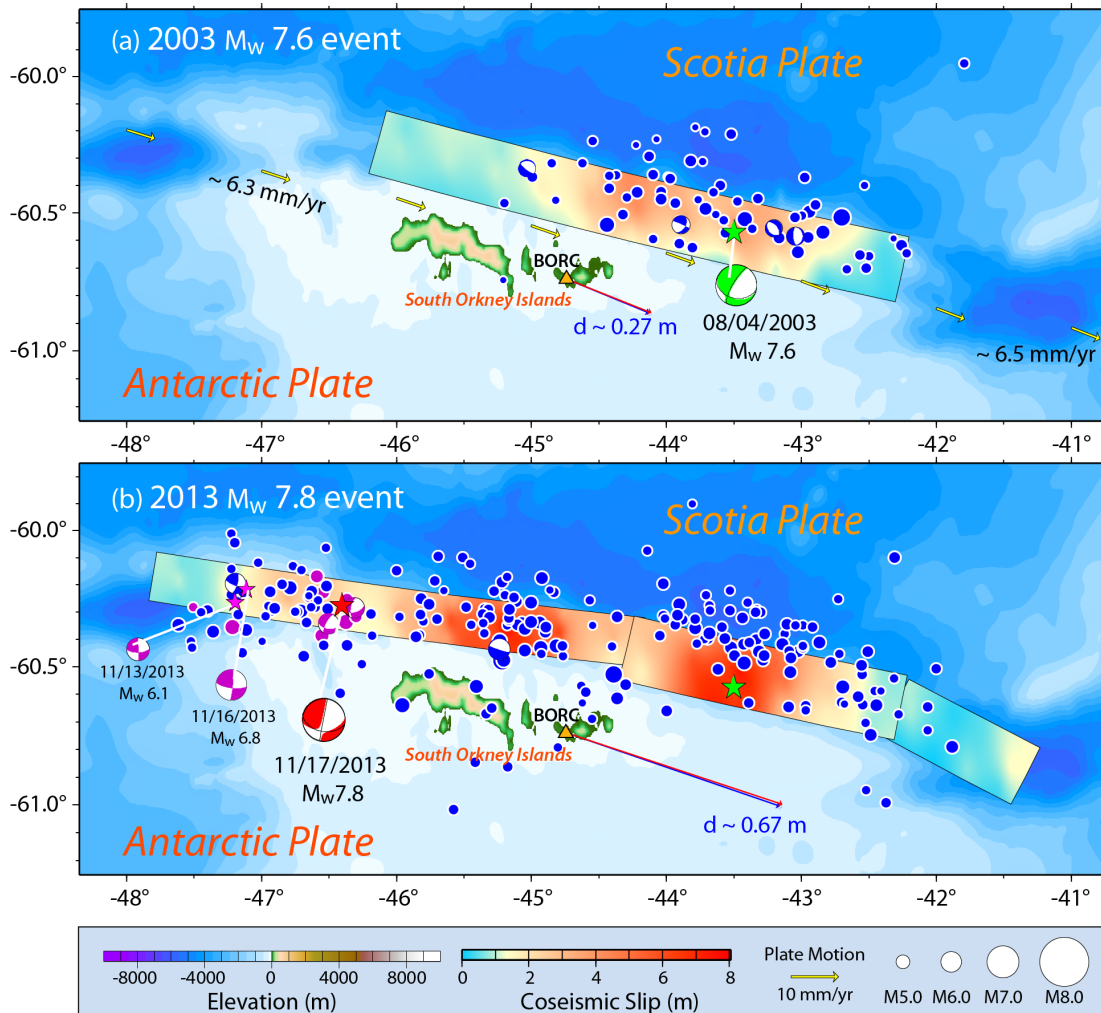 (a) 2003 Mw 7.6 event
Scotia Plate
-60.0°
-60.5°
-61.0°
~ 6.3 mm/yr
BORG
South Orkney Islands
d ~ 0.27 m
08/04/2003
Mw 7.6
~ 6.5 mm/yr
Antarctic Plate
-48° -47° -46° -45° -44° -43° -42° -41°
(b) 2013 Mw 7.8 event
Scotia Plate
-60.0°
-60.5°
-61.0°
11/13/2013
Mw 6.1
11/16/2013
Mw 6.8
11/17/2013
Mw7.8
BORG
South Orkney Islands
d ~ 0.67 m
Antarctic Plate
-48° -47° -46° -45° -44° -43° -42° -41°
-8000 -4000 0 4000 8000
Elevation (m)
0 2 4 6 8
Coseismic Slip (m)
Plate Motion
10 mm/yr
M5.0 M6.0 M7.0 M8.0